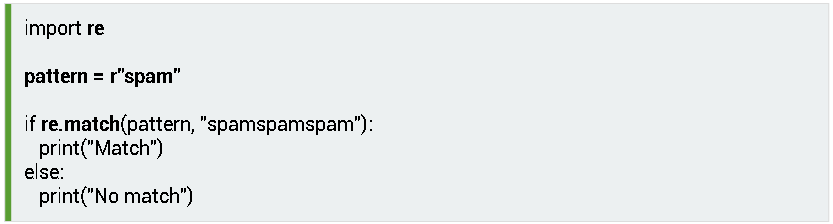 import re
pattern = r"spam"
if re.match(pattern, "spamspamspam"):
print("Match")
else:
print("No match")